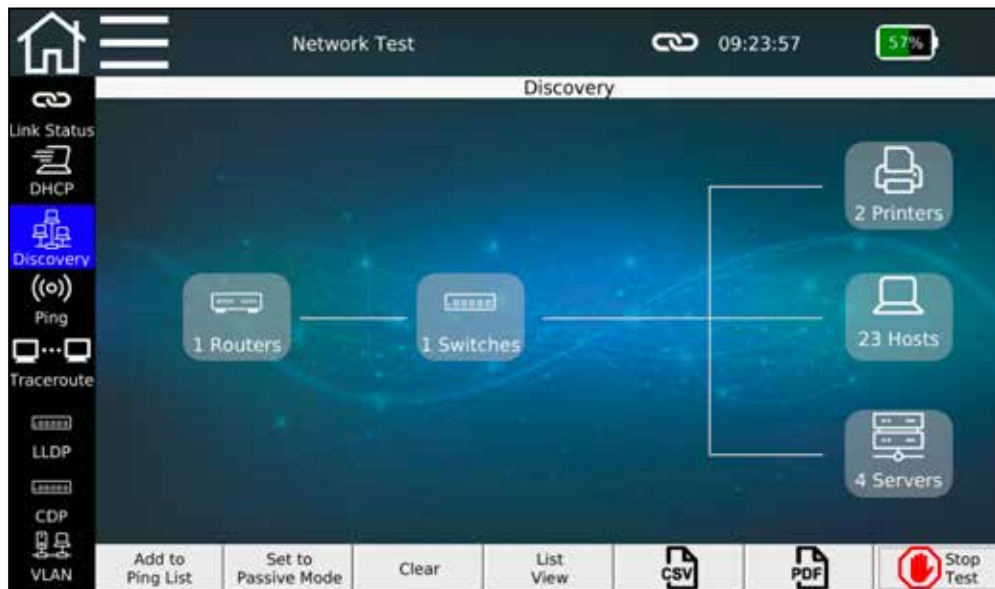 Network Test
09:23:57
57%
Discovery
Link Status
DHCP
Discovery
Ping
Traceroute
LLDP
CDP
VLAN
2 Printers
1 Routers
1 Switches
23 Hosts
4 Servers
Add to
Ping List
Set to
Passive Mode
Clear
List
View
CSV
PDF
Stop
Test